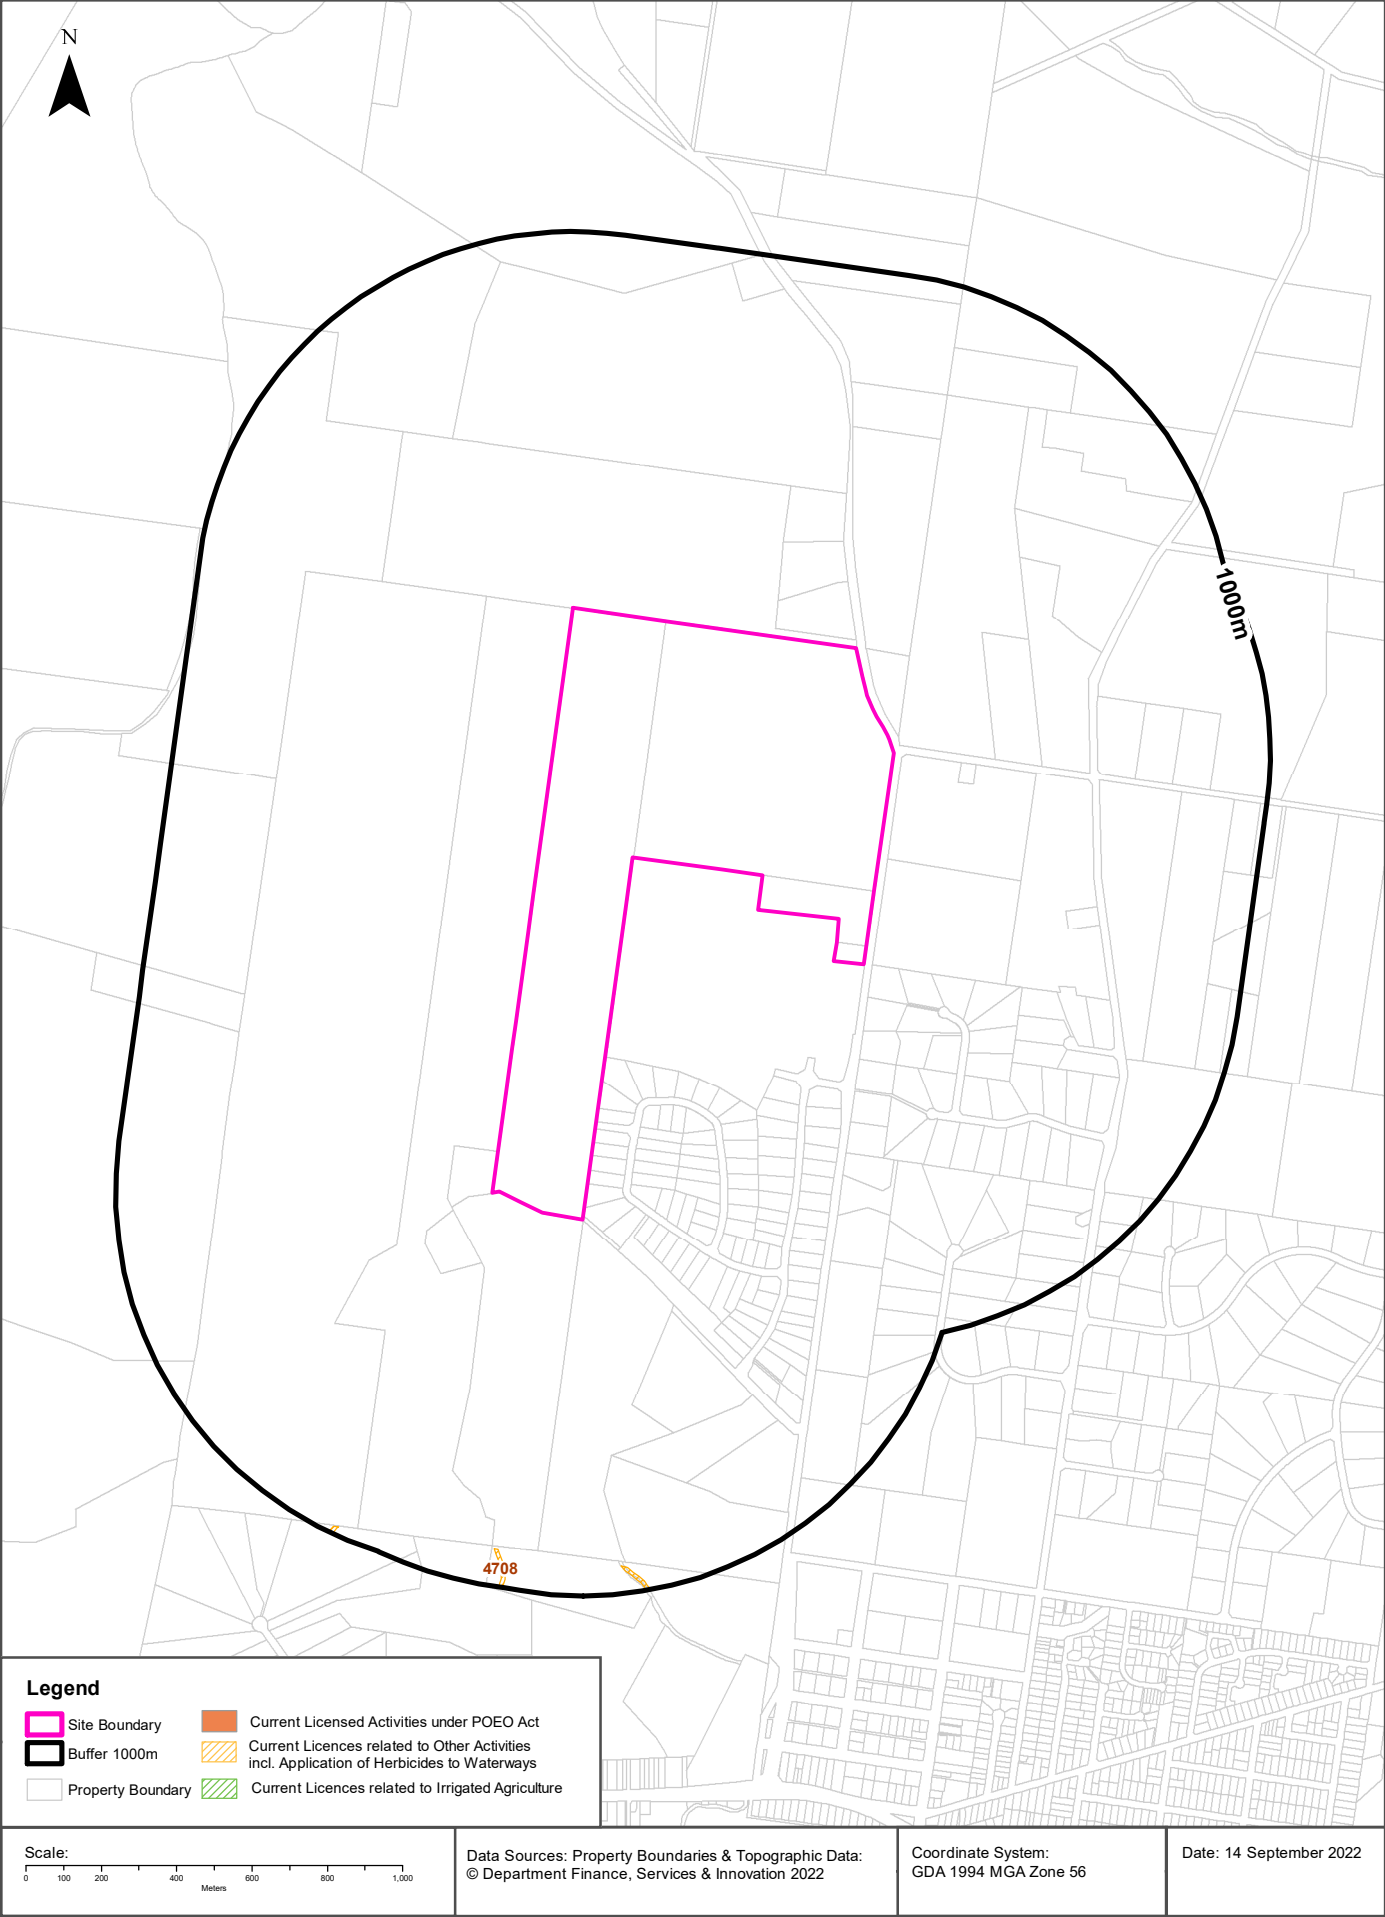 N
1000m
4708
Legend
Site Boundary
Buffer 1000m
Property Boundary
Current Licensed Activities under POEO Act
Current Licences related to Other Activities
incl. Application of Herbicides to Waterways
Current Licences related to Irrigated Agriculture
Scale:
0 100 200 400 600 800 1,000
Meters
Data Sources: Property Boundaries & Topographic Data:
© Department Finance, Services & Innovation 2022
Coordinate System:
GDA 1994 MGA Zone 56
Date: 14 September 2022